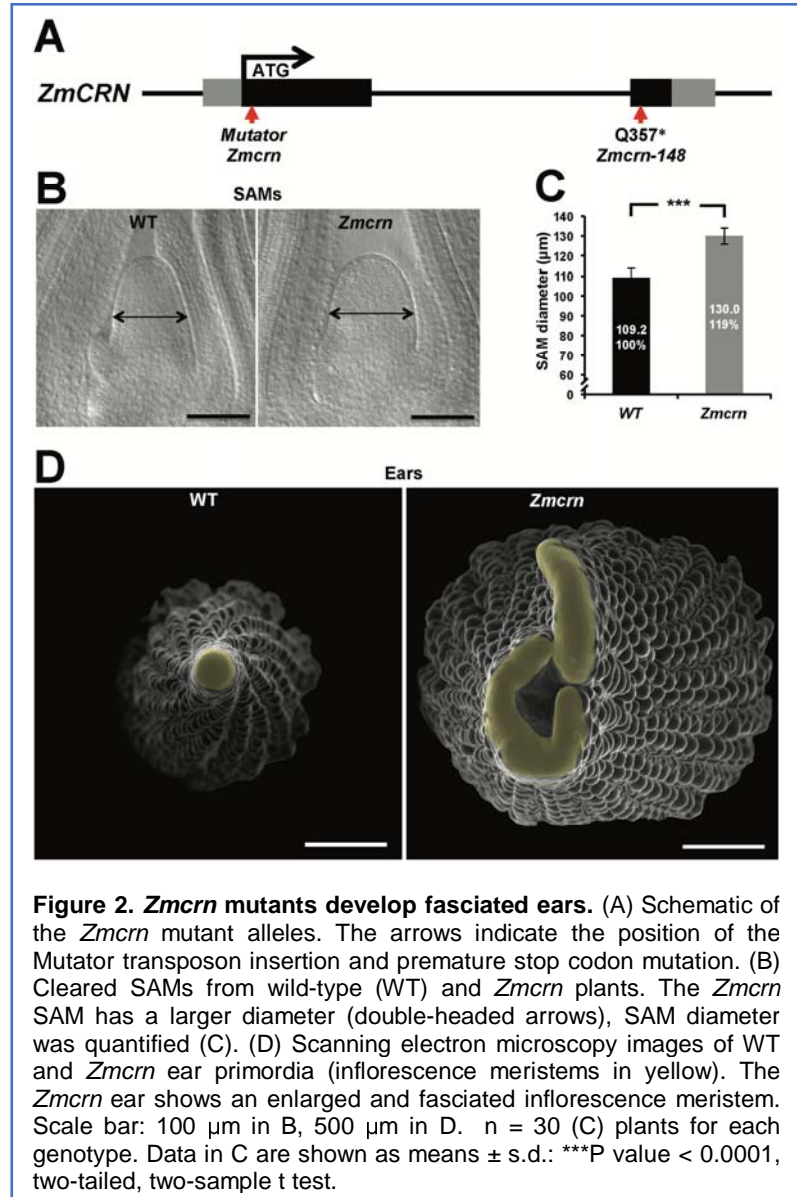 A
ATG
ZmCRN
Mutator
Zmcrn
Q357*
Zmcrn-148
B
SAMs
WT
Zmcrn
C
***
SAM diameter (µm)
140
130
120
110
100
90
80
70
60
0
109.2
100%
130.0
119%
WT
Zmcrn
D
Ears
WT
Zmcrn
Figure 2. Zmcrn mutants develop fasciated ears. (A) Schematic of
the Zmcrn mutant alleles. The arrows indicate the position of the
Mutator transposon insertion and premature stop codon mutation. (B)
Cleared SAMs from wild-type (WT) and Zmcrn plants. The Zmcrn
SAM has a larger diameter (double-headed arrows), SAM diameter
was quantified (C). (D) Scanning electron microscopy images of WT
and Zmcrn ear primordia (inflorescence meristems in yellow). The
Zmcrn ear shows an enlarged and fasciated inflorescence meristem.
Scale bar: 100 µm in B, 500 µm in D. n = 30 (C) plants for each
genotype. Data in C are shown as means ± s.d.: ***P value < 0.0001,
two-tailed, two-sample t test.